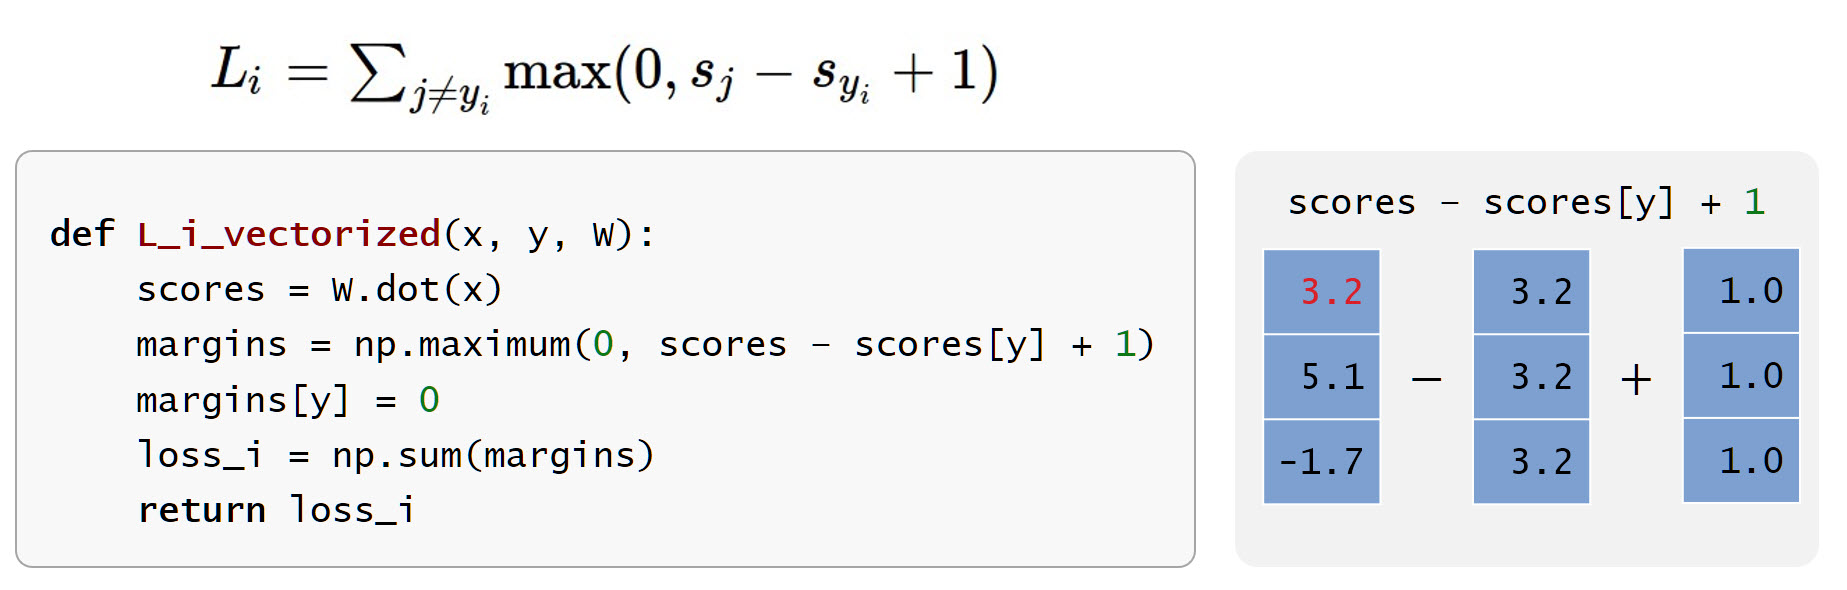 L_i = ∑_{j≠y_i} max(0, s_j − s_{y_i} + 1)
def L_i_vectorized(x, y, W):
    scores = W.dot(x)
    margins = np.maximum(0, scores - scores[y] + 1)
    margins[y] = 0
    loss_i = np.sum(margins)
    return loss_i
scores - scores[y] + 1
3.2 3.2 1.0
5.1 − 3.2 + 1.0
-1.7 3.2 1.0